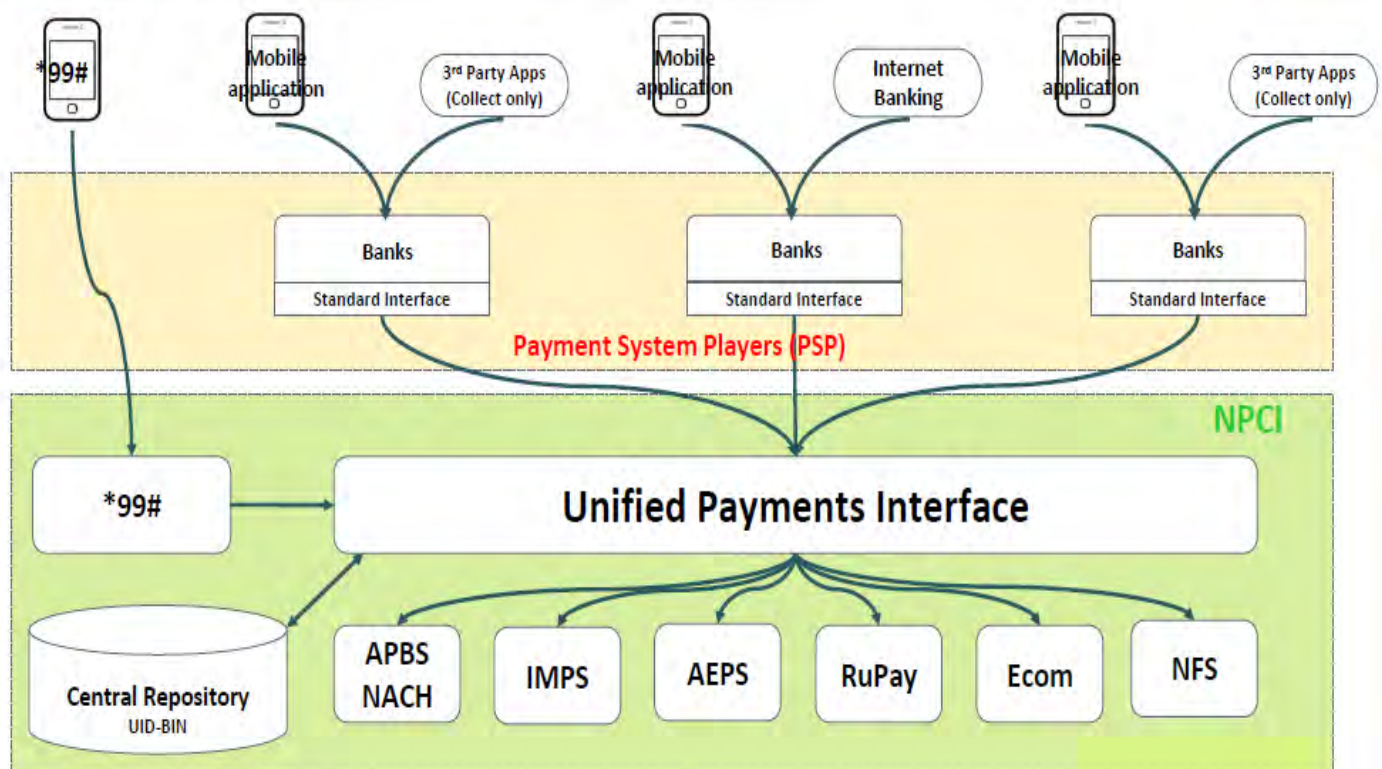 *99#
Mobile
application
3rd Party Apps
(Collect only)
Mobile
application
Internet
Banking
Mobile
application
3rd Party Apps
(Collect only)
Banks
Standard Interface
Banks
Standard Interface
Banks
Standard Interface
Payment System Players (PSP)
NPCI
*99#
Unified Payments Interface
Central Repository
UID-BIN
APBS
NACH
IMPS
AEPS
RuPay
Ecom
NFS